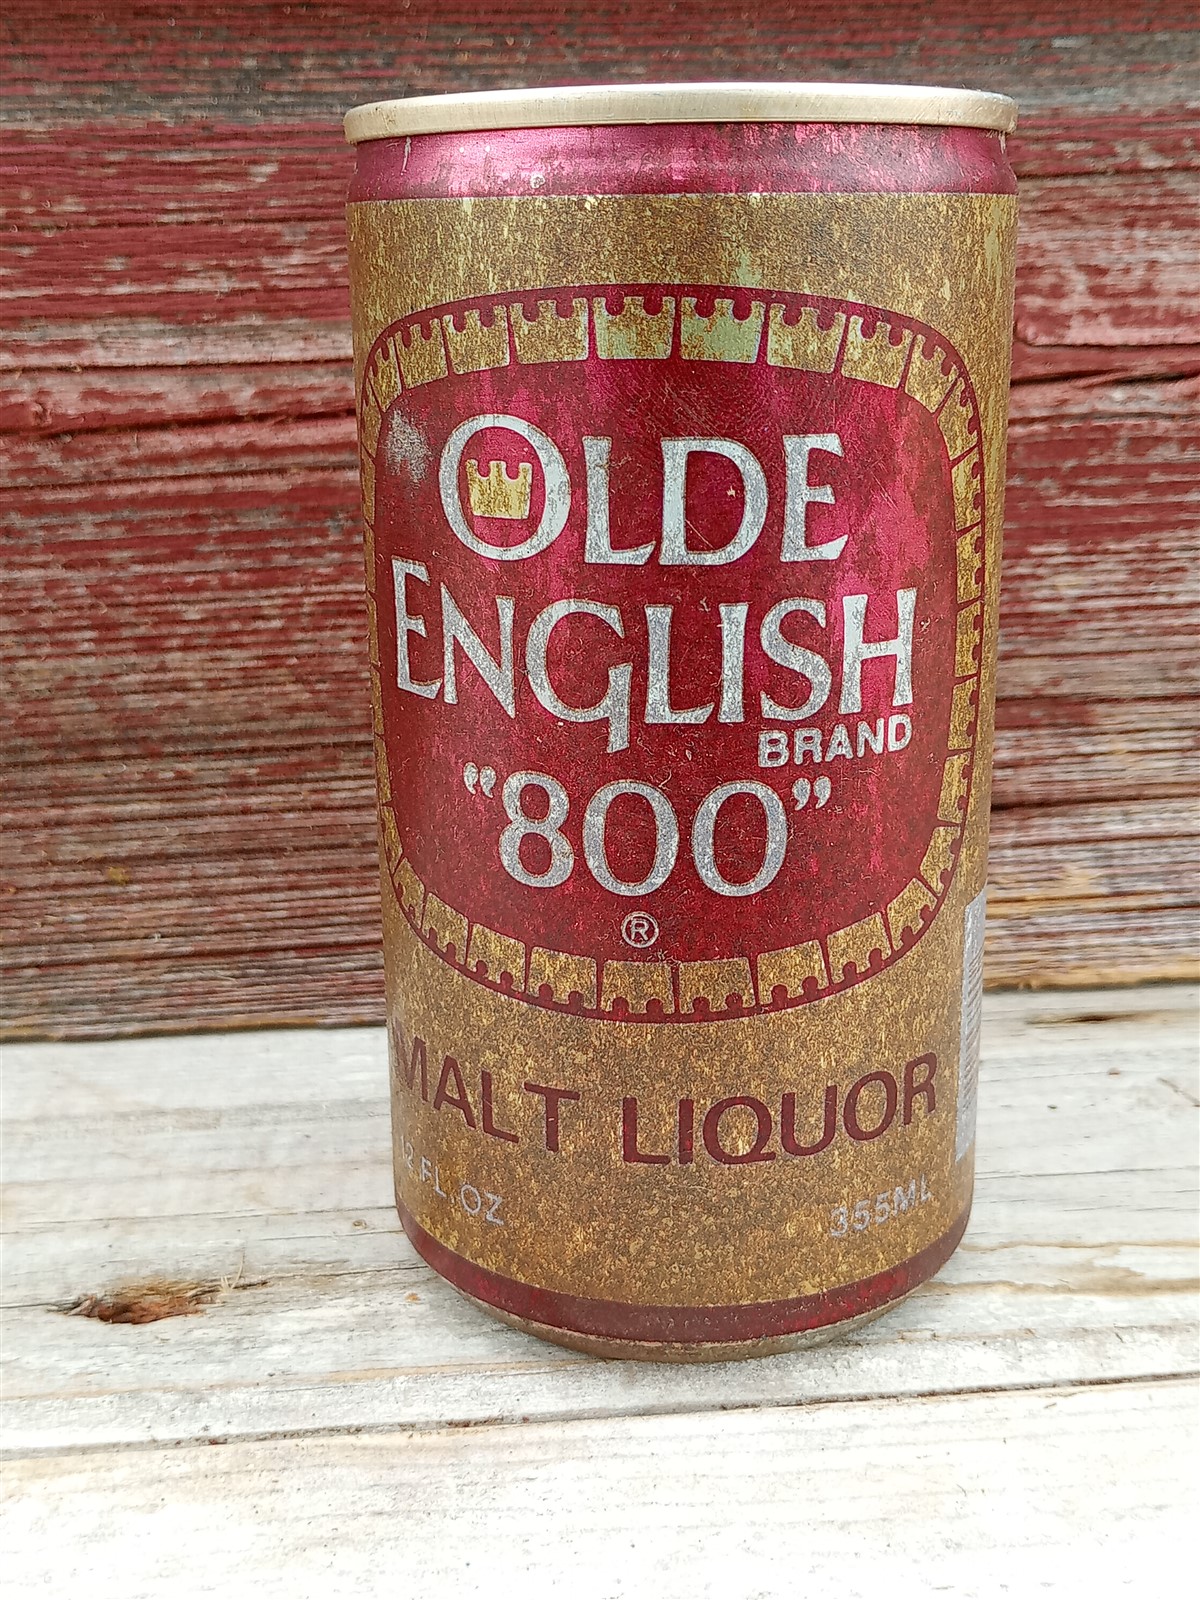 OLDE
ENGLISH
BRAND
“800”
®
MALT LIQUOR
12 FL OZ 355ML